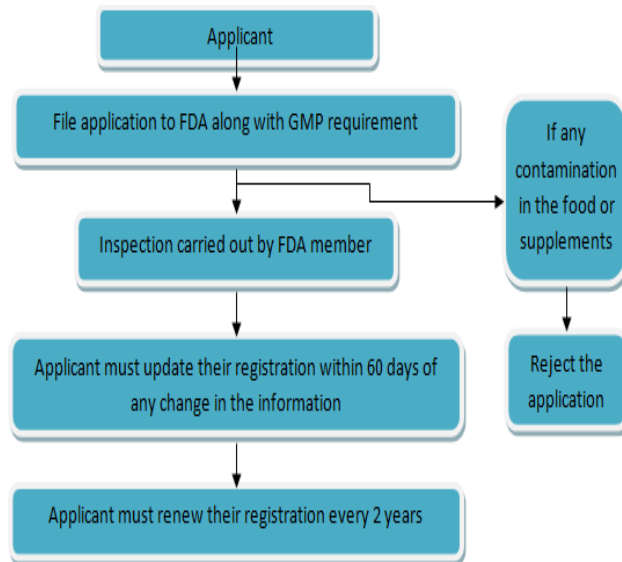 Applicant
File application to FDA along with GMP requirement
If any
contamination
in the food or
supplements
Inspection carried out by FDA member
Applicant must update their registration within 60 days of
any change in the information
Reject the
application
Applicant must renew their registration every 2 years